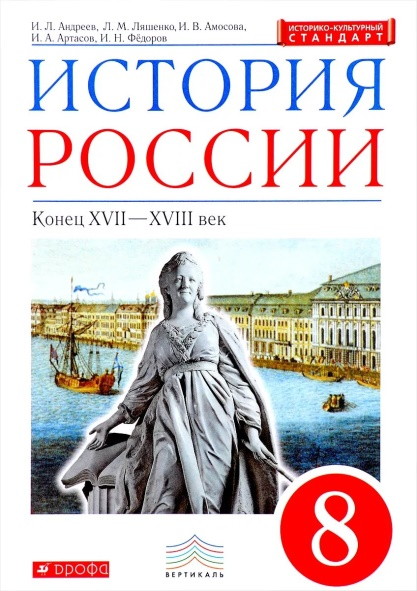 И. Л. Андреев, Л. М. Ляшенко, И. В. Амосова,
И. А. Артасов, И. Н. Фёдоров
ИСТОРИКО-КУЛЬТУРНЫЙ
СТАНДАРТ
ИСТОРИЯ
РОССИИ
Конец XVII—XVIII век
8
ДРОФА
ВЕРТИКАЛЬ